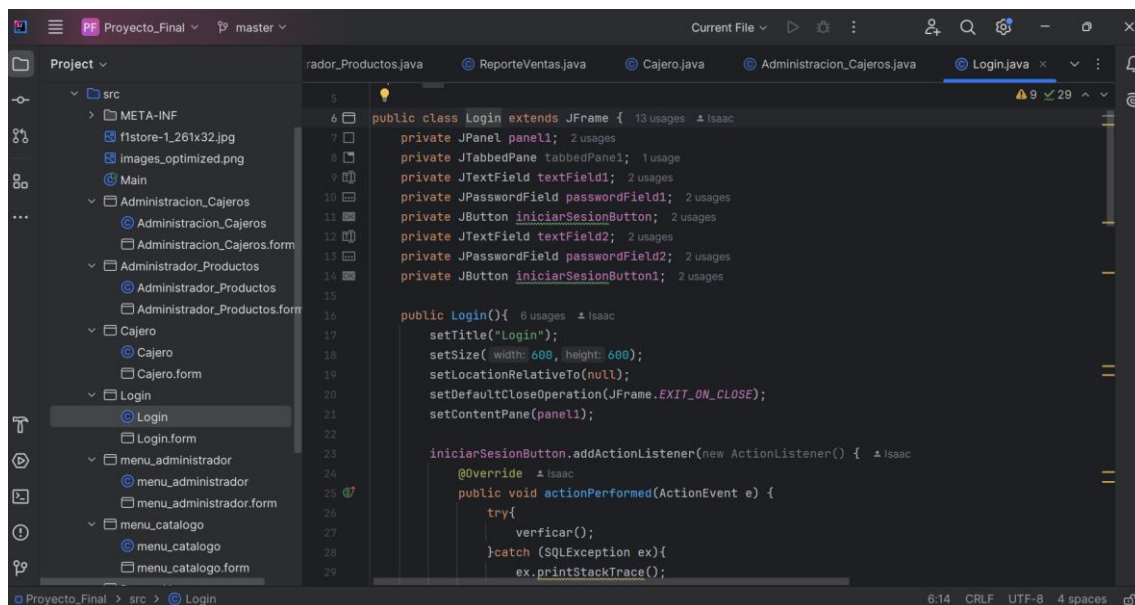 PF Proyecto_Final master Current File
Project
rador_Productos.java ReporteVentas.java Cajero.java Administracion_Cajeros.java Login.java
src
META-INF
f1store-1_261x32.jpg
images_optimized.png
Main
Administracion_Cajeros
Administracion_Cajeros
Administracion_Cajeros.form
Administrador_Productos
Administrador_Productos
Administrador_Productos.form
Cajero
Cajero
Cajero.form
Login
Login
Login.form
menu_administrador
menu_administrador
menu_administrador.form
menu_catalogo
menu_catalogo
menu_catalogo.form
9 29
5
6 public class Login extends JFrame { 13 usages Isaac
7 private JPanel panel1; 2 usages
8 private JTabbedPane tabbedPane1; 1 usage
9 private JTextField textField1; 2 usages
10 private JPasswordField passwordField1; 2 usages
11 private JButton iniciarSesionButton; 2 usages
12 private JTextField textField2; 2 usages
13 private JPasswordField passwordField2; 2 usages
14 private JButton iniciarSesionButton1; 2 usages
15
16 public Login(){ 6 usages Isaac
17 setTitle("Login");
18 setSize( width: 600, height: 600);
19 setLocationRelativeTo(null);
20 setDefaultCloseOperation(JFrame.EXIT_ON_CLOSE);
21 setContentPane(panel1);
22
23 iniciarSesionButton.addActionListener(new ActionListener() { Isaac
24 @Override Isaac
25 public void actionPerformed(ActionEvent e) {
26 try{
27 verficar();
28 }catch (SQLException ex){
29 ex.printStackTrace();
Proyecto_Final > src > Login 6:14 CRLF UTF-8 4 spaces